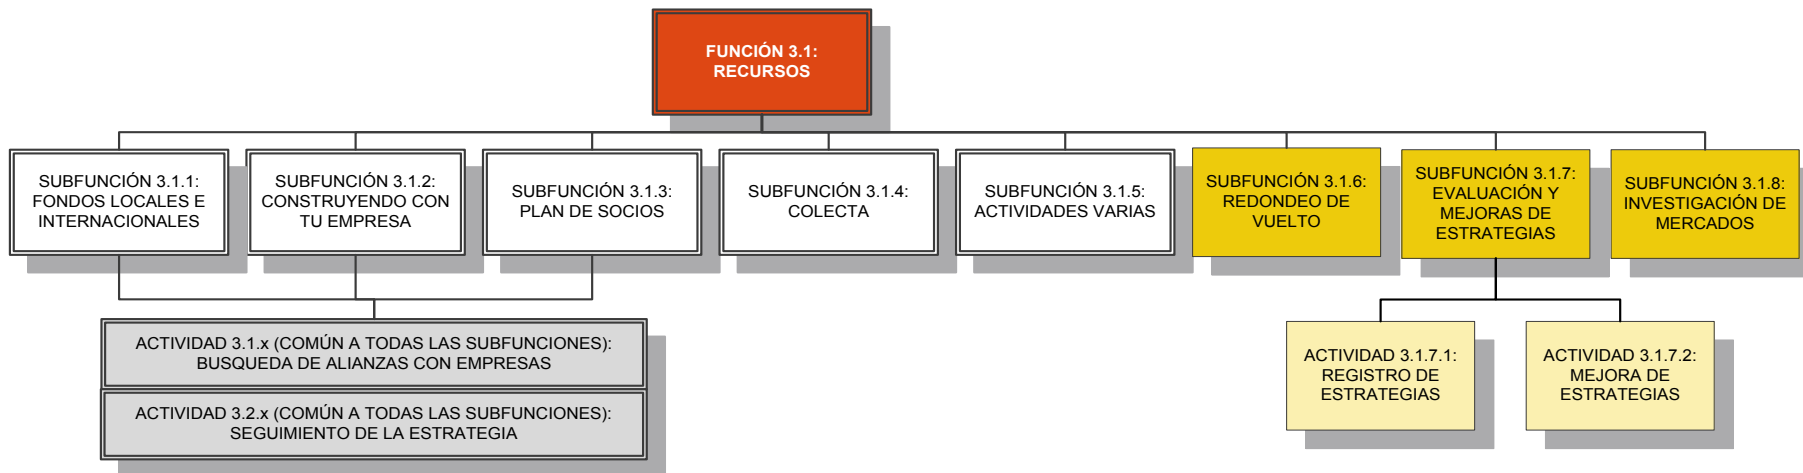 FUNCIÓN 3.1:
RECURSOS
SUBFUNCIÓN 3.1.1:
FONDOS LOCALES E
INTERNACIONALES
SUBFUNCIÓN 3.1.2:
CONSTRUYENDO CON
TU EMPRESA
SUBFUNCIÓN 3.1.3:
PLAN DE SOCIOS
SUBFUNCIÓN 3.1.4:
COLECTA
SUBFUNCIÓN 3.1.5:
ACTIVIDADES VARIAS
SUBFUNCIÓN 3.1.6:
REDONDEO DE
VUELTO
SUBFUNCIÓN 3.1.7:
EVALUACIÓN Y
MEJORAS DE
ESTRATEGIAS
SUBFUNCIÓN 3.1.8:
INVESTIGACIÓN DE
MERCADOS
ACTIVIDAD 3.1.x (COMÚN A TODAS LAS SUBFUNCIONES):
BUSQUEDA DE ALIANZAS CON EMPRESAS
ACTIVIDAD 3.2.x (COMÚN A TODAS LAS SUBFUNCIONES):
SEGUIMIENTO DE LA ESTRATEGIA
ACTIVIDAD 3.1.7.1:
REGISTRO DE
ESTRATEGIAS
ACTIVIDAD 3.1.7.2:
MEJORA DE
ESTRATEGIAS